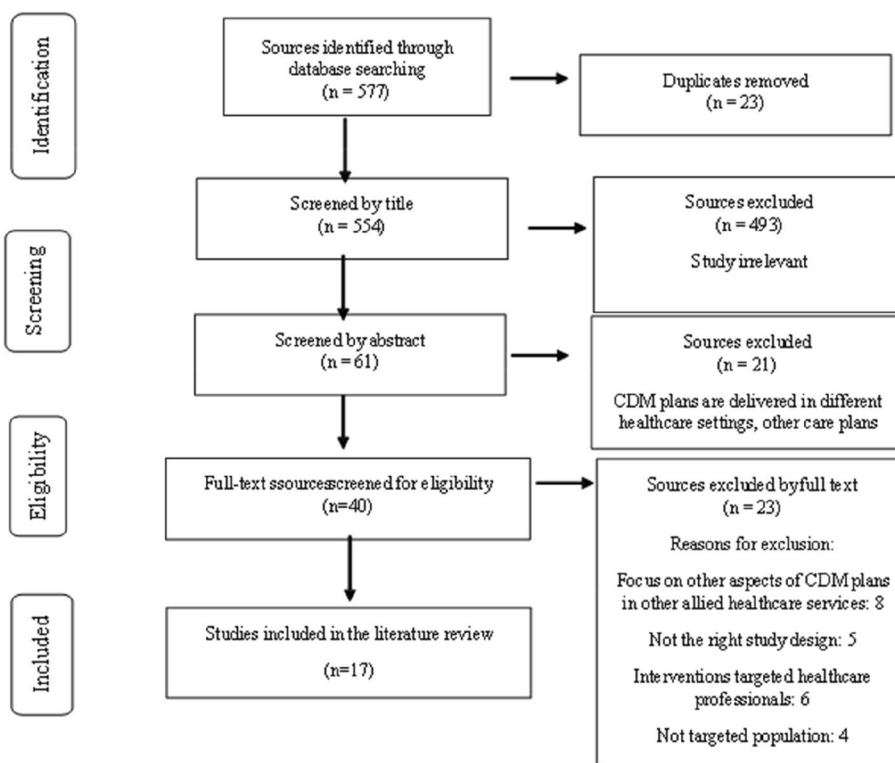 Identification
Sources identified through
database searching
(n = 577)
Duplicates removed
(n = 23)
Screening
Screened by title
(n = 554)
Sources excluded
(n = 493)
Study irrelevant
Screened by abstract
(n = 61)
Sources excluded
(n = 21)
CDM plans are delivered in different
healthcare settings, other care plans
Eligibility
Full-text ssourcesscreened for eligibility
(n=40)
Sources excluded byfull text
(n = 23)
Reasons for exclusion:
Focus on other aspects of CDM plans
in other allied healthcare services: 8
Not the right study design: 5
Interventions targeted healthcare
professionals: 6
Not targeted population: 4
Included
Studies included in the literature review
(n=17)